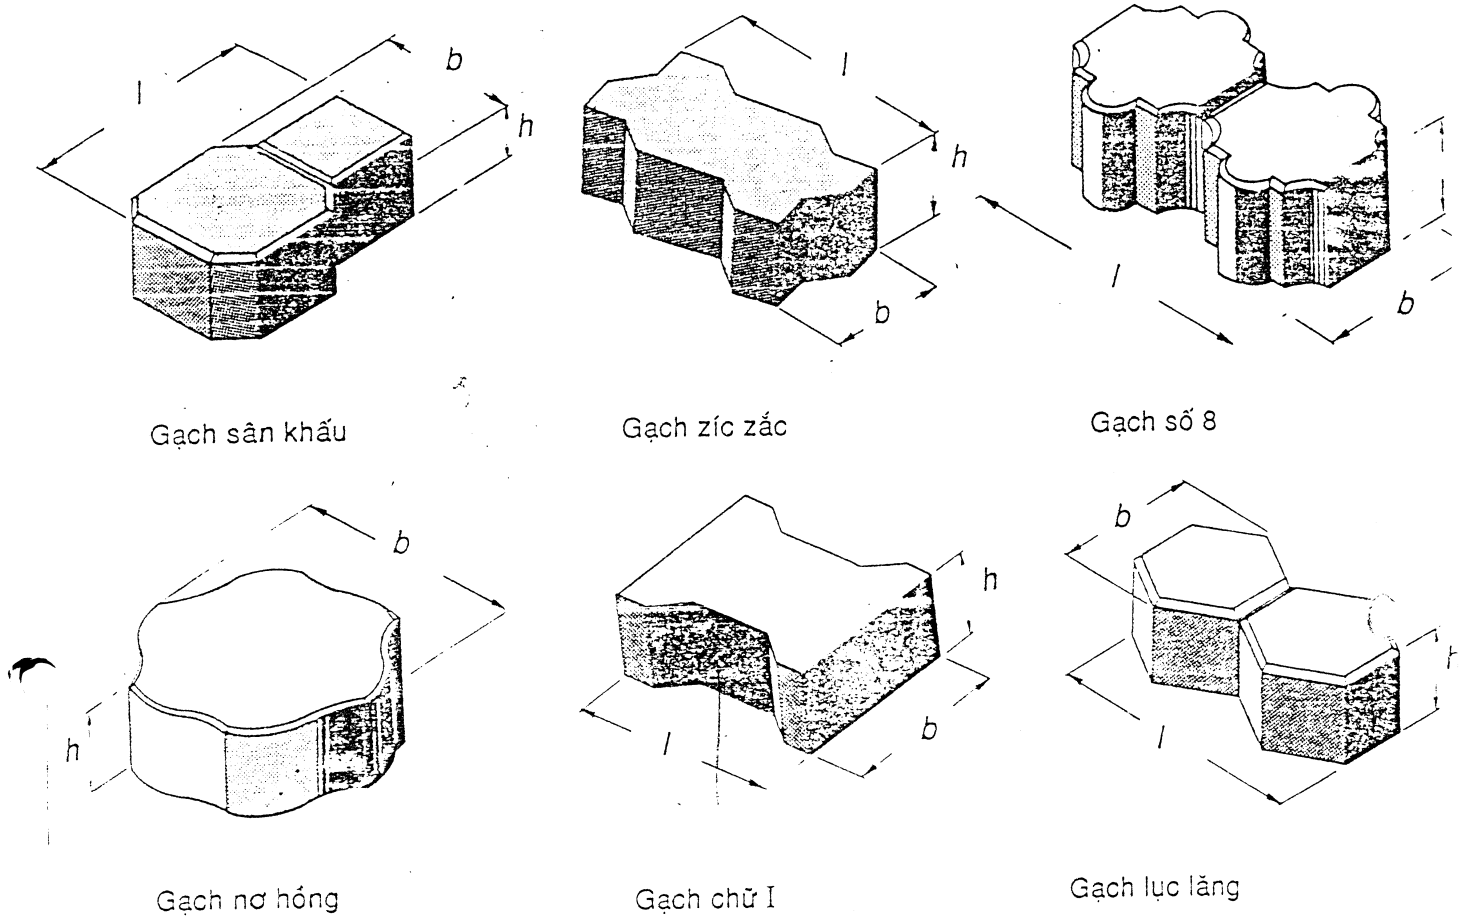 l b h
l h b
l b
Gạch sân khấu
Gạch zíc zắc
Gạch số 8
b h
h l b
b h l
Gạch nơ hồng
Gạch chữ I
Gạch lục lăng